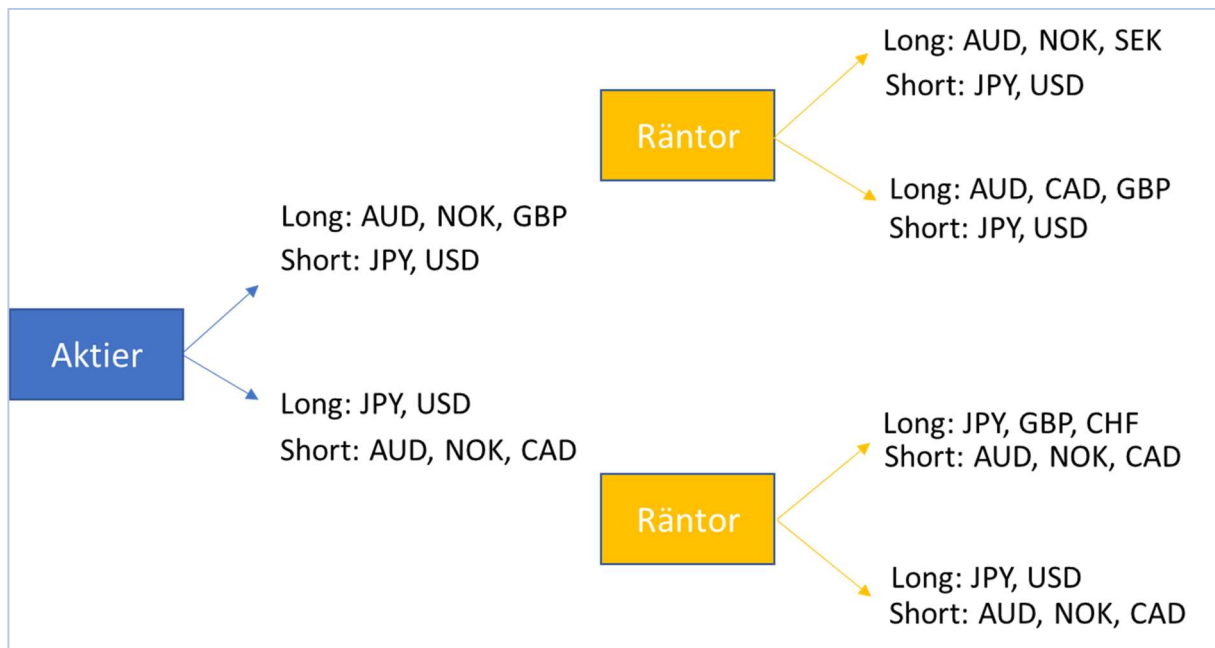 Aktier
Long: AUD, NOK, GBP
Short: JPY, USD
Long: JPY, USD
Short: AUD, NOK, CAD
Räntor
Long: AUD, NOK, SEK
Short: JPY, USD
Long: AUD, CAD, GBP
Short: JPY, USD
Räntor
Long: JPY, GBP, CHF
Short: AUD, NOK, CAD
Long: JPY, USD
Short: AUD, NOK, CAD